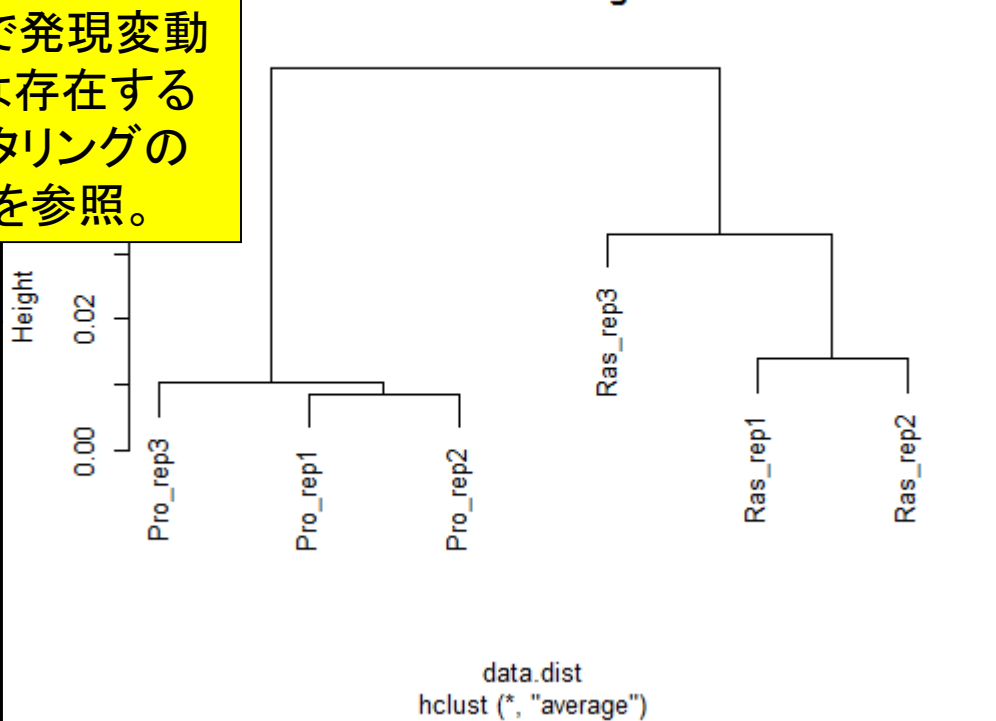 で発現変動
は存在する
タリングの
を参照。
Height
0.02
0.00
Pro_rep3
Pro_rep1
Pro_rep2
Ras_rep3
Ras_rep1
Ras_rep2
data.dist
hclust (*, "average")